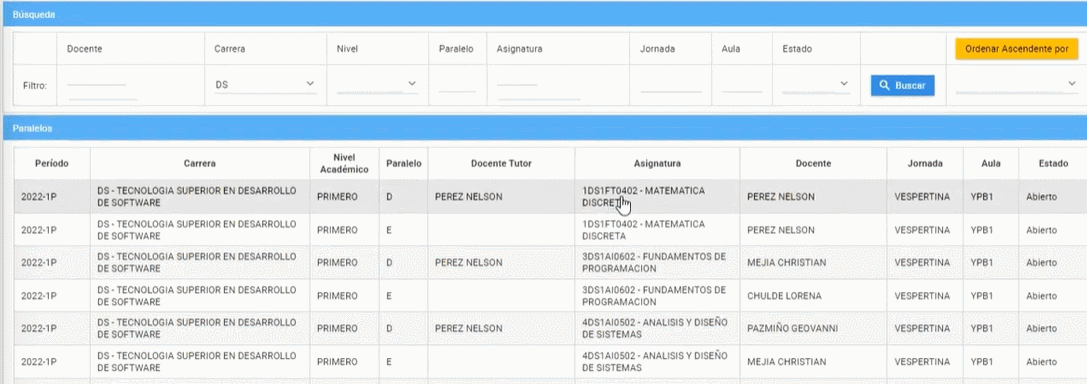 Búsqueda
Docente Carrera Nivel Paralelo Asignatura Jornada Aula Estado Ordenar Ascendente por
Filtro: DS Buscar
Paralelos
Período Carrera Nivel Académico Paralelo Docente Tutor Asignatura Docente Jornada Aula Estado
2022-1P DS - TECNOLOGIA SUPERIOR EN DESARROLLO DE SOFTWARE PRIMERO D PEREZ NELSON 1DS1FT0402 - MATEMATICA DISCRETA PEREZ NELSON VESPERTINA YPB1 Abierto
2022-1P DS - TECNOLOGIA SUPERIOR EN DESARROLLO DE SOFTWARE PRIMERO E 1DS1FT0402 - MATEMATICA DISCRETA PEREZ NELSON VESPERTINA YPB1 Abierto
2022-1P DS - TECNOLOGIA SUPERIOR EN DESARROLLO DE SOFTWARE PRIMERO D PEREZ NELSON 3DS1AI0602 - FUNDAMENTOS DE PROGRAMACION MEJIA CHRISTIAN VESPERTINA YPB1 Abierto
2022-1P DS - TECNOLOGIA SUPERIOR EN DESARROLLO DE SOFTWARE PRIMERO E 3DS1AI0602 - FUNDAMENTOS DE PROGRAMACION CHULDE LORENA VESPERTINA YPB1 Abierto
2022-1P DS - TECNOLOGIA SUPERIOR EN DESARROLLO DE SOFTWARE PRIMERO D PEREZ NELSON 4DS1AI0502 - ANALISIS Y DISEÑO DE SISTEMAS PAZMIÑO GEOVANNI VESPERTINA YPB1 Abierto
2022-1P DS - TECNOLOGIA SUPERIOR EN DESARROLLO DE SOFTWARE PRIMERO E 4DS1AI0502 - ANALISIS Y DISEÑO DE SISTEMAS MEJIA CHRISTIAN VESPERTINA YPB1 Abierto